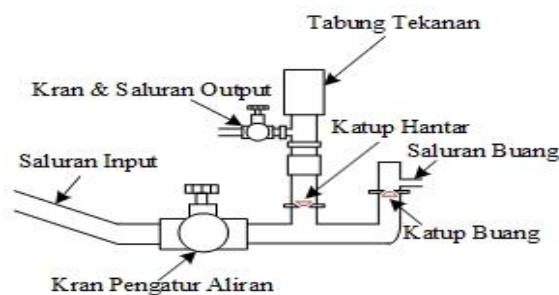 Tabung Tekanan
Kran & Saluran Output
Katup Hantar
Saluran Buang
Saluran Input
Katup Buang
Kran Pengatur Aliran